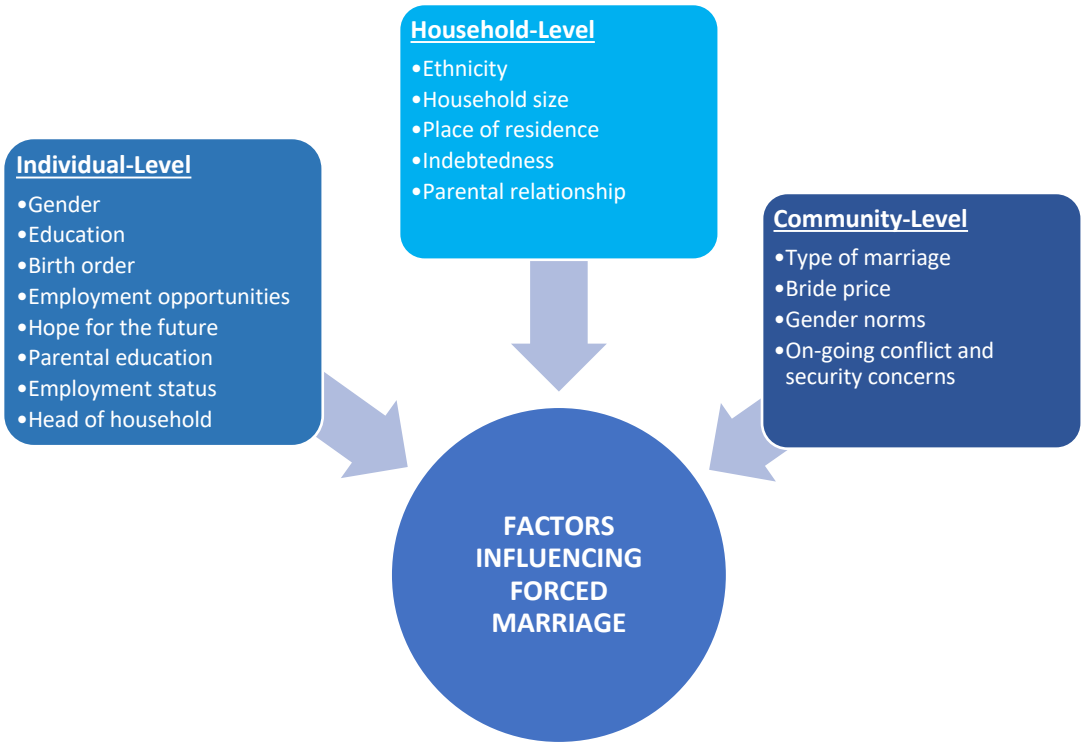 Household-Level
•Ethnicity
•Household size
•Place of residence
•Indebtedness
•Parental relationship
Individual-Level
•Gender
•Education
•Birth order
•Employment opportunities
•Hope for the future
•Parental education
•Employment status
•Head of household
Community-Level
•Type of marriage
•Bride price
•Gender norms
•On-going conflict and
security concerns
FACTORS
INFLUENCING
FORCED
MARRIAGE